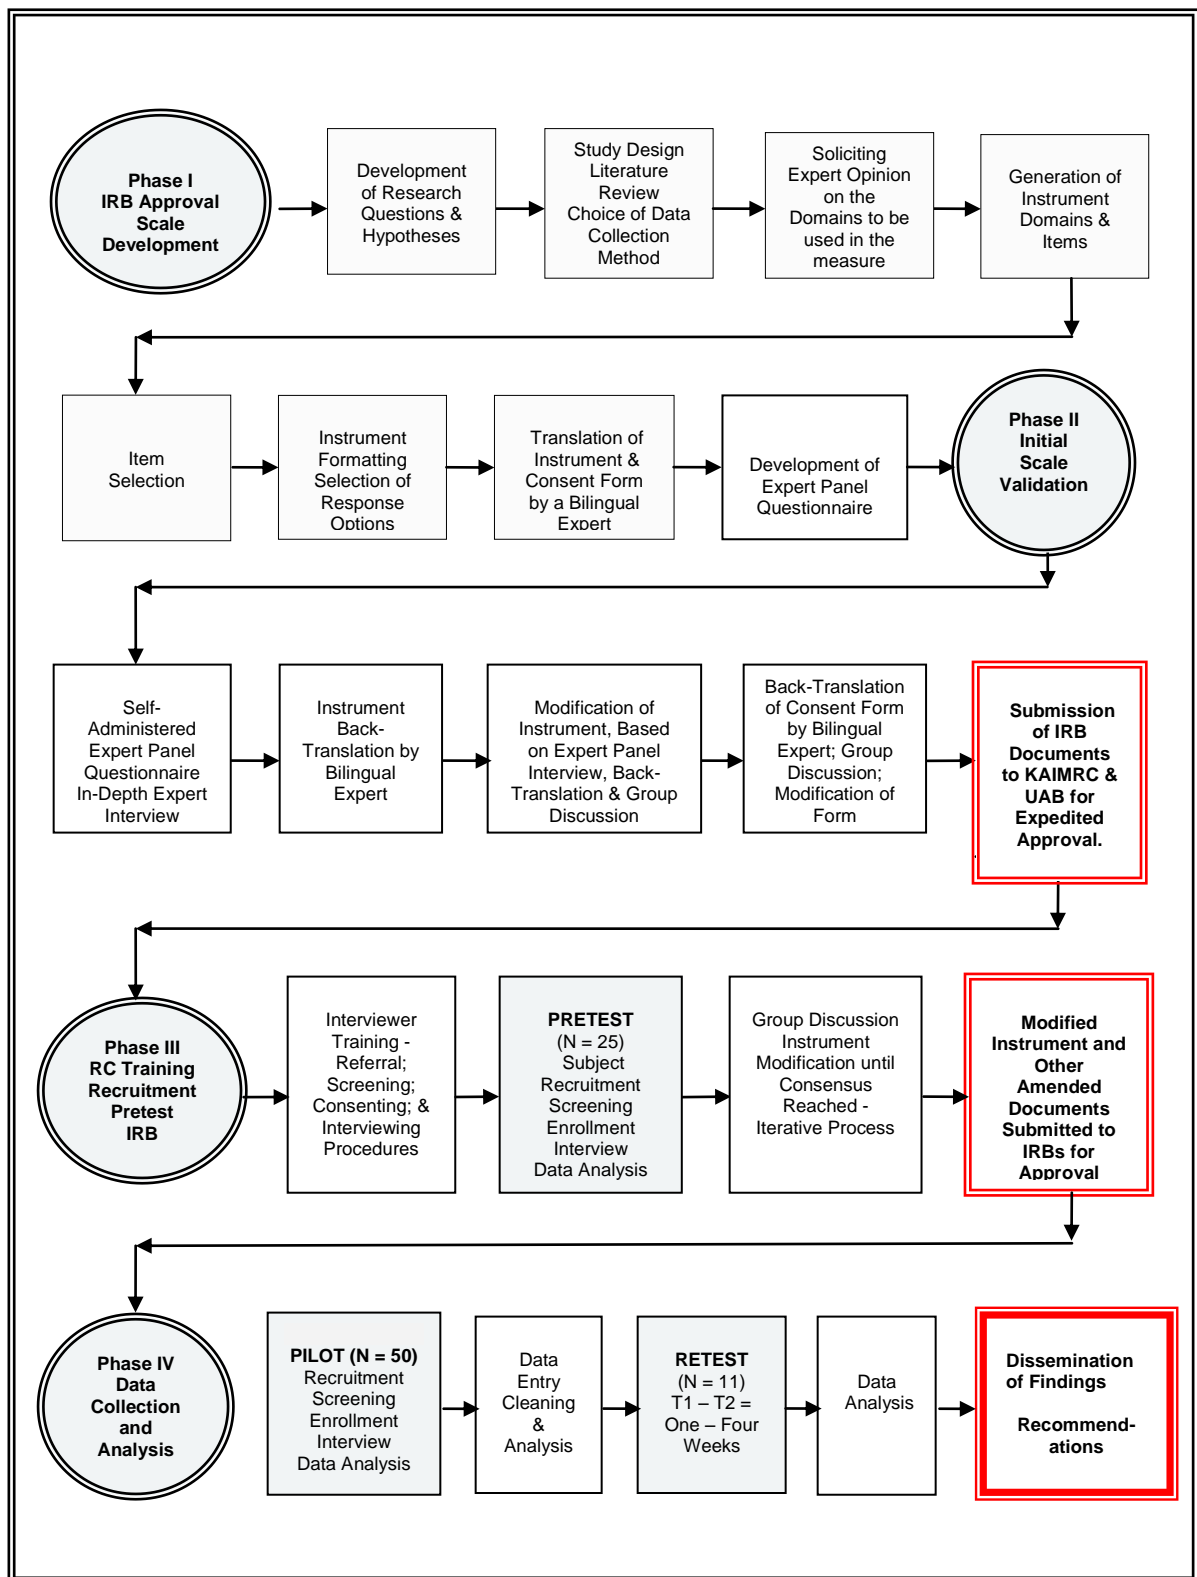 Phase I
IRB Approval
Scale
Development
Development
of Research
Questions &
Hypotheses
Study Design
Literature
Review
Choice of Data
Collection
Method
Soliciting
Expert Opinion
on the
Domains to be
used in the
measure
Generation of
Instrument
Domains &
Items
Item
Selection
Instrument
Formatting
Selection of
Response
Options
Translation of
Instrument &
Consent Form
by a Bilingual
Expert
Development of
Expert Panel
Questionnaire
Phase II
Initial
Scale
Validation
Self-
Administered
Expert Panel
Questionnaire
In-Depth Expert
Interview
Instrument
Back-
Translation by
Bilingual
Expert
Modification of
Instrument, Based
on Expert Panel
Interview, Back-
Translation & Group
Discussion
Back-Translation
of Consent Form
by Bilingual
Expert; Group
Discussion;
Modification of
Form
Submission
of IRB
Documents
to KAIMRC &
UAB for
Expedited
Approval.
Phase III
RC Training
Recruitment
Pretest
IRB
Interviewer
Training -
Referral;
Screening;
Consenting; &
Interviewing
Procedures
PRETEST
(N = 25)
Subject
Recruitment
Screening
Enrollment
Interview
Data Analysis
Group Discussion
Instrument
Modification until
Consensus
Reached -
Iterative Process
Modified
Instrument and
Other
Amended
Documents
Submitted to
IRBs for
Approval
Phase IV
Data
Collection
and
Analysis
PILOT (N = 50)
Recruitment
Screening
Enrollment
Interview
Data Analysis
Data
Entry
Cleaning
&
Analysis
RETEST
(N = 11)
T1 – T2 =
One – Four
Weeks
Data
Analysis
Dissemination
of Findings
Recommend-
ations